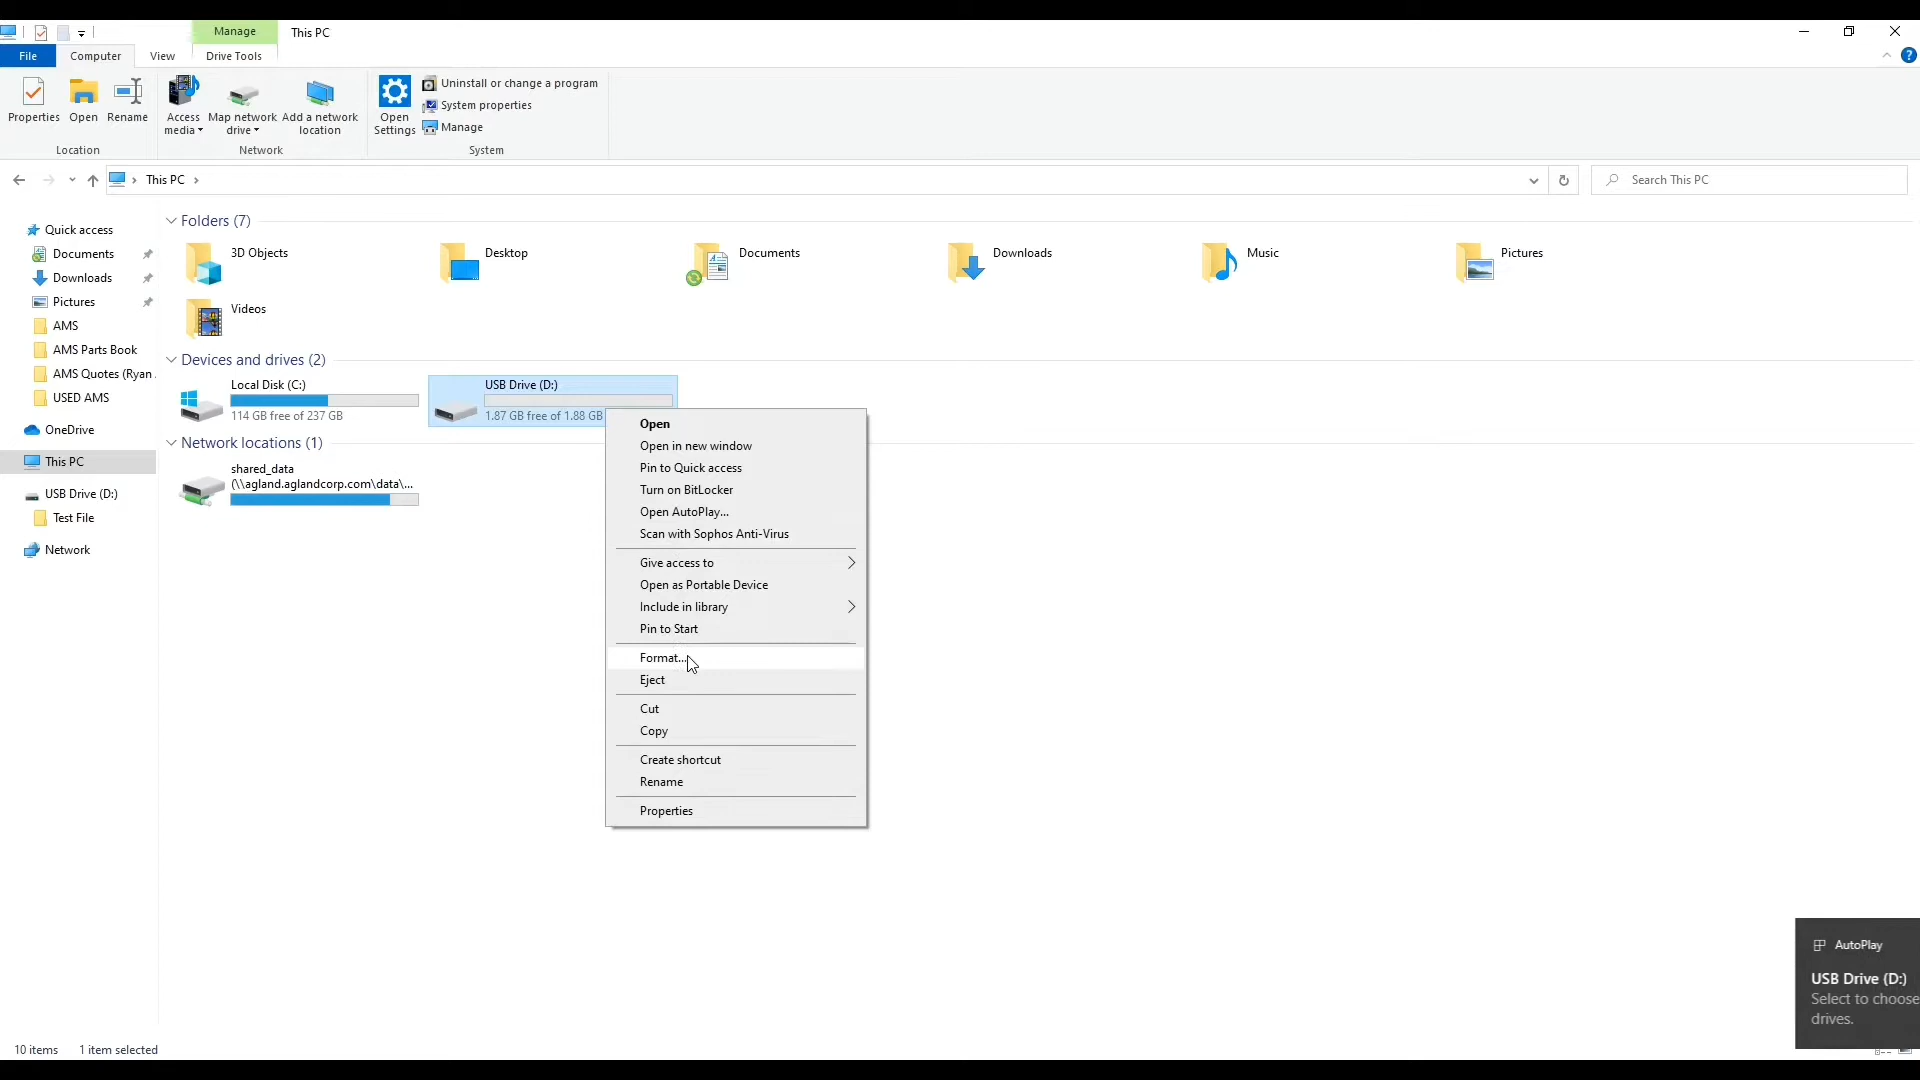 Manage
This PC
File
Computer
View
Drive Tools
?
Properties
Open
Rename
Access
media
Map network
drive
Add a network
location
Open
Settings
Uninstall or change a program
System properties
Manage
Location
Network
System
This PC
Search This PC
Quick access
Documents
Downloads
Pictures
AMS
AMS Parts Book
AMS Quotes (Ryan
USED AMS
OneDrive
This PC
USB Drive (D:)
Test File
Network
Folders (7)
3D Objects
Desktop
Documents
Downloads
Music
Pictures
Videos
Devices and drives (2)
Local Disk (C:)
114 GB free of 237 GB
USB Drive (D:)
1.87 GB free of 1.88 GB
Network locations (1)
shared_data
(\\agland.aglandcorp.com\data\...
Open
Open in new window
Pin to Quick access
Turn on BitLocker
Open AutoPlay...
Scan with Sophos Anti-Virus
Give access to
Open as Portable Device
Include in library
Pin to Start
Format...
Eject
Cut
Copy
Create shortcut
Rename
Properties
AutoPlay
USB Drive (D:)
Select to choose
drives.
10 items
1 item selected